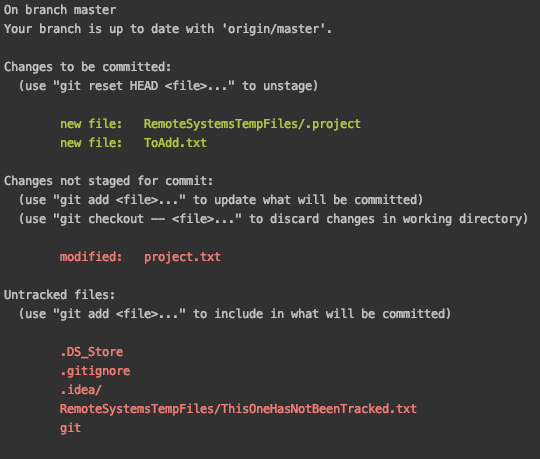 On branch master
Your branch is up to date with 'origin/master'.
Changes to be committed:
(use "git reset HEAD <file>..." to unstage)
new file: RemoteSystemsTempFiles/.project
new file: ToAdd.txt
Changes not staged for commit:
(use "git add <file>..." to update what will be committed)
(use "git checkout -- <file>..." to discard changes in working directory)
modified: project.txt
Untracked files:
(use "git add <file>..." to include in what will be committed)
.DS_Store
.gitignore
.idea/
RemoteSystemsTempFiles/ThisOneHasNotBeenTracked.txt
git